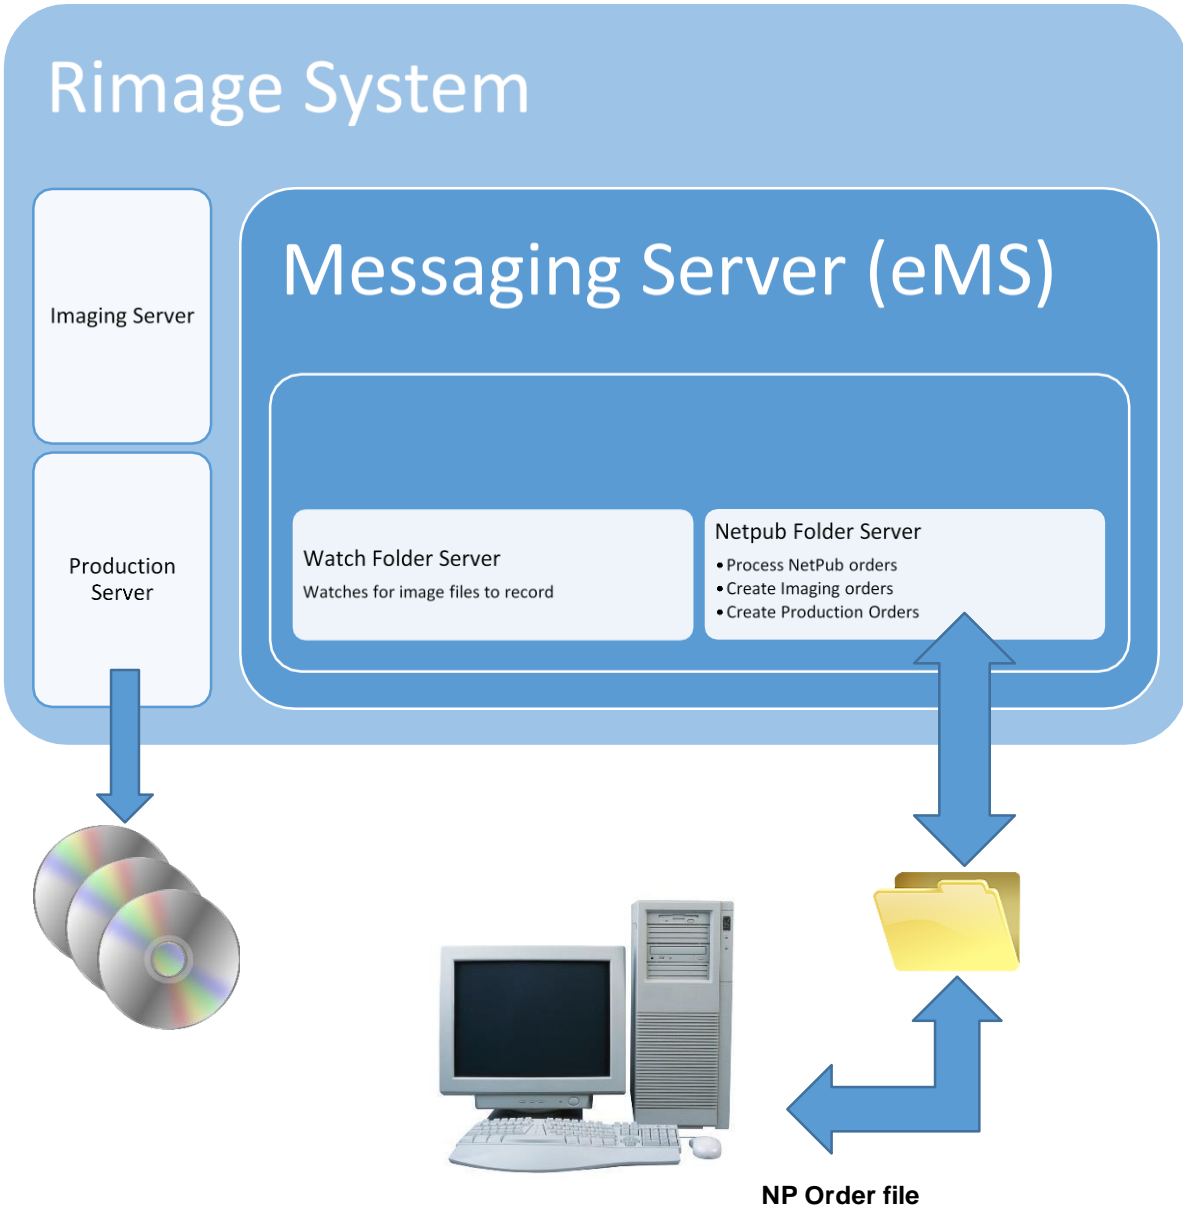 Rimage System
Messaging Server (eMS)
Imaging Server
Production
Server
Watch Folder Server
Watches for image files to record
Netpub Folder Server
• Process NetPub orders
• Create Imaging orders
• Create Production Orders
NP Order file